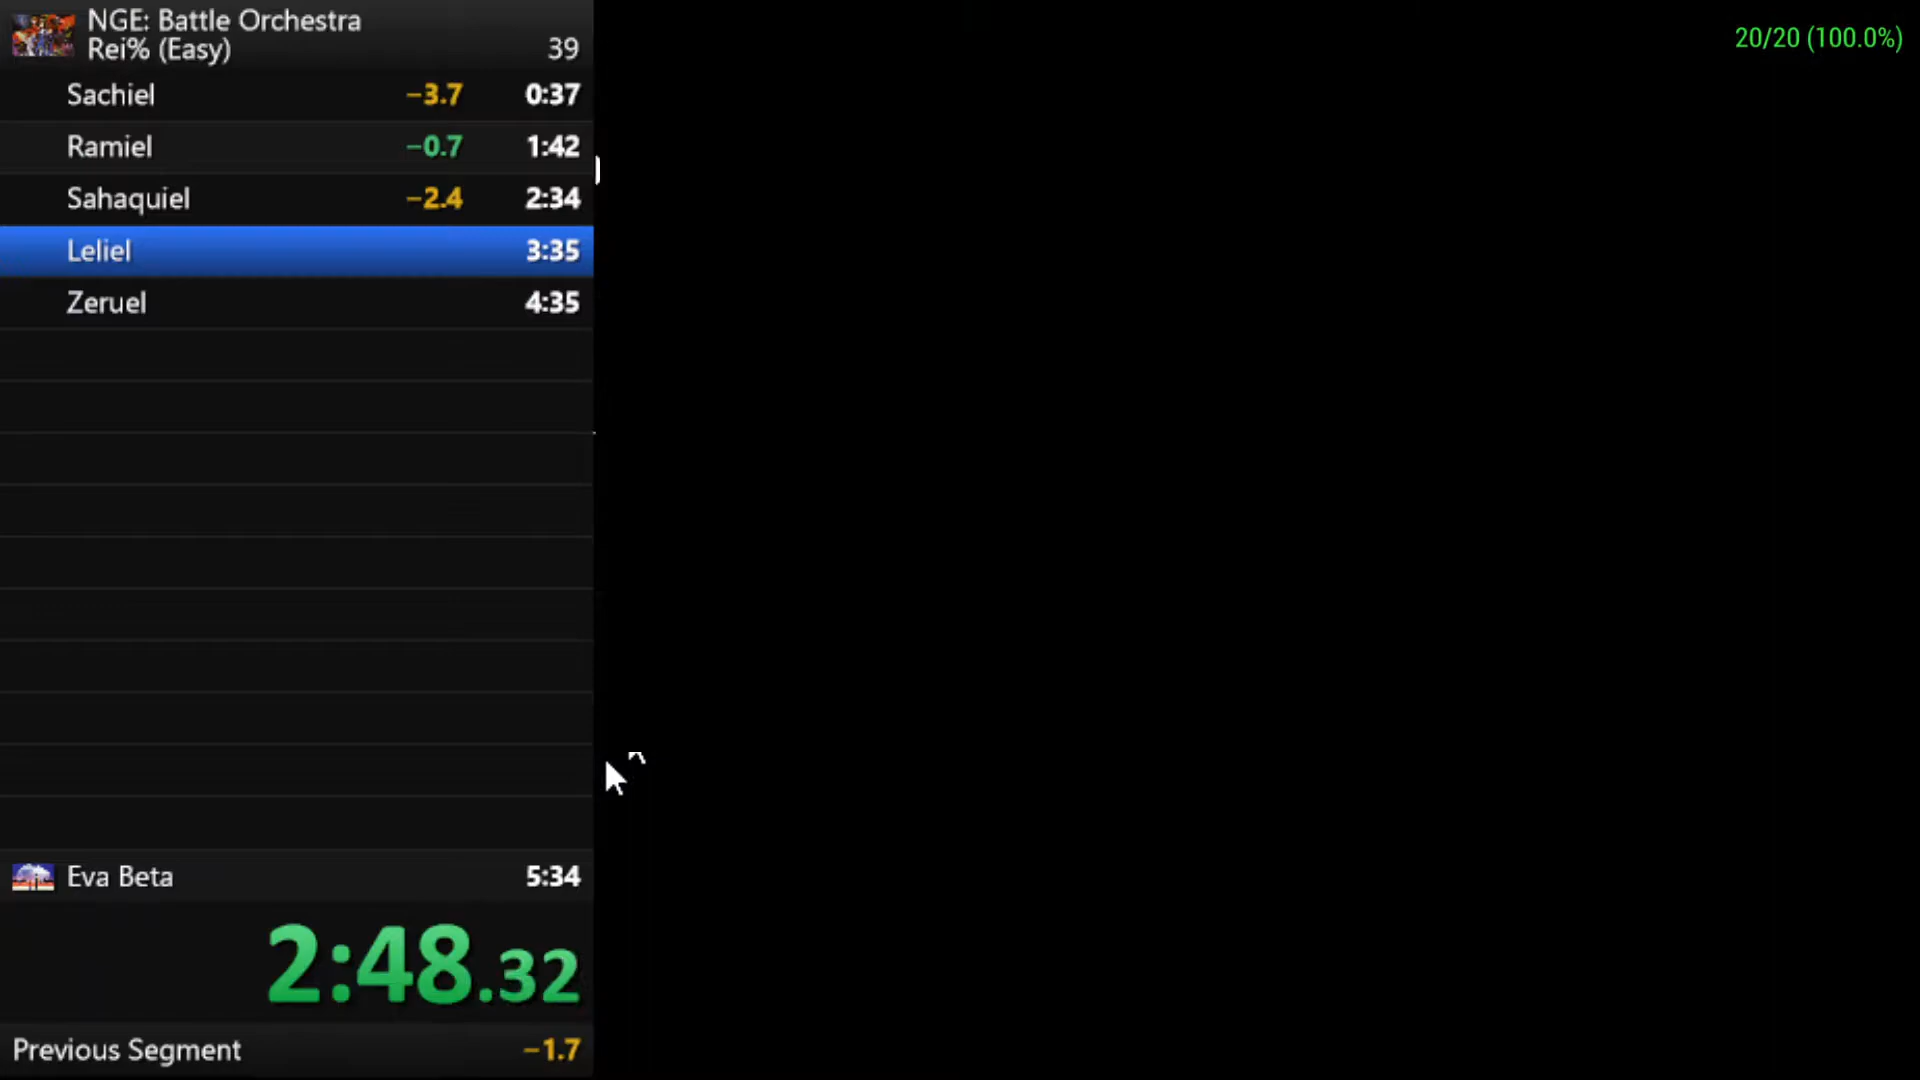 NGE: Battle Orchestra
Rei% (Easy) 39
20/20 (100.0%)
Sachiel −3.7 0:37
Ramiel −0.7 1:42
Sahaquiel −2.4 2:34
Leliel 3:35
Zeruel 4:35
Eva Beta 5:34
2:48.32
Previous Segment −1.7